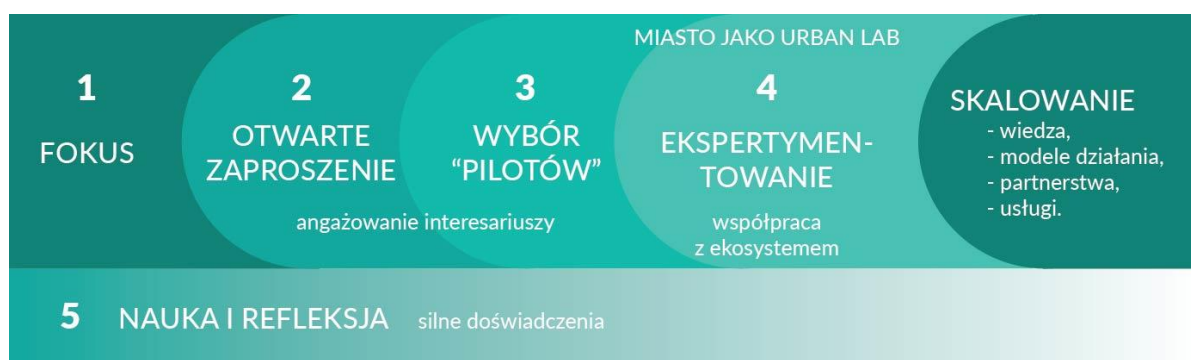 1
FOKUS
2
OTWARTE
ZAPROSZENIE
3
WYBÓR
“PILOTÓW”
angażowanie interesariuszy
MIASTO JAKO URBAN LAB
4
EKSPERTYMEN-
TOWANIE
współpraca
z ekosystemem
SKALOWANIE
- wiedza,
- modele działania,
- partnerstwa,
- usługi.
5 NAUKA I REFLEKSJA silne doświadczenia